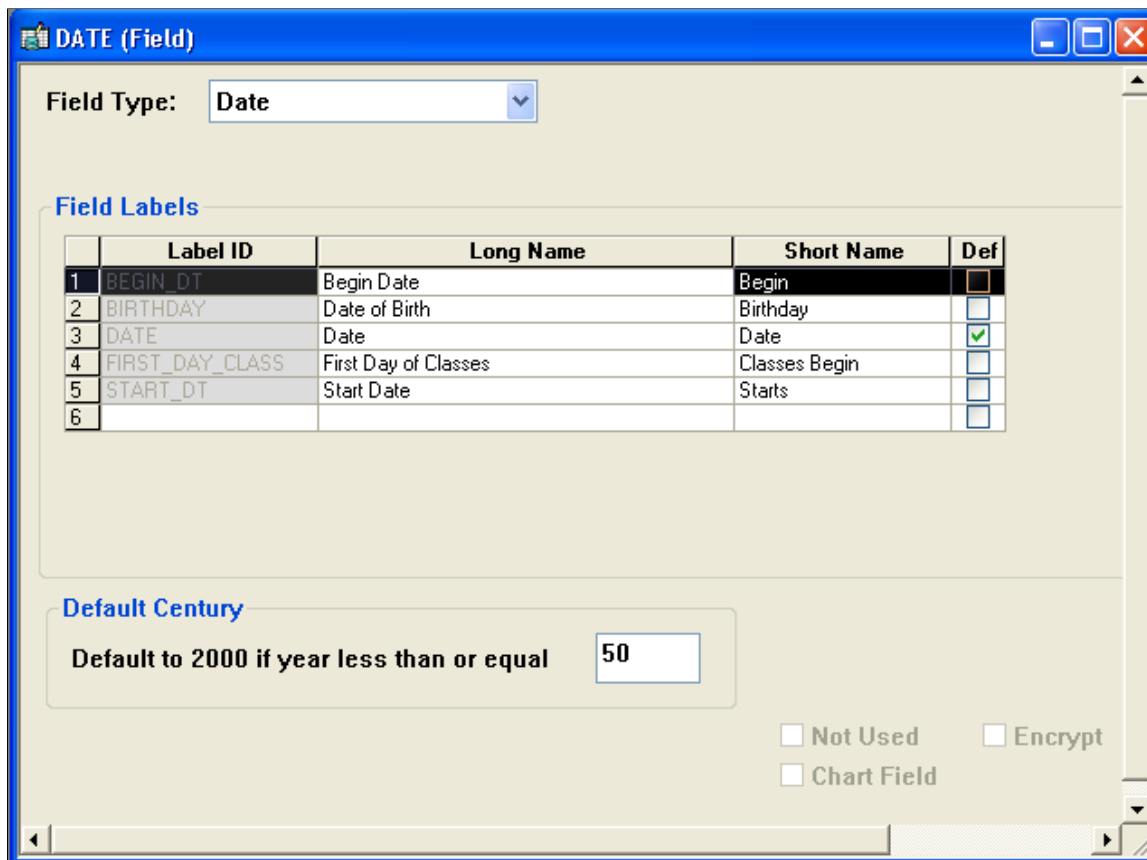 DATE (Field)
Field Type: Date
Field Labels
Label ID Long Name Short Name Def
1 BEGIN_DT Begin Date Begin
2 BIRTHDAY Date of Birth Birthday
3 DATE Date Date
4 FIRST_DAY_CLASS First Day of Classes Classes Begin
5 START_DT Start Date Starts
6
Default Century
Default to 2000 if year less than or equal 50
Not Used Encrypt
Chart Field